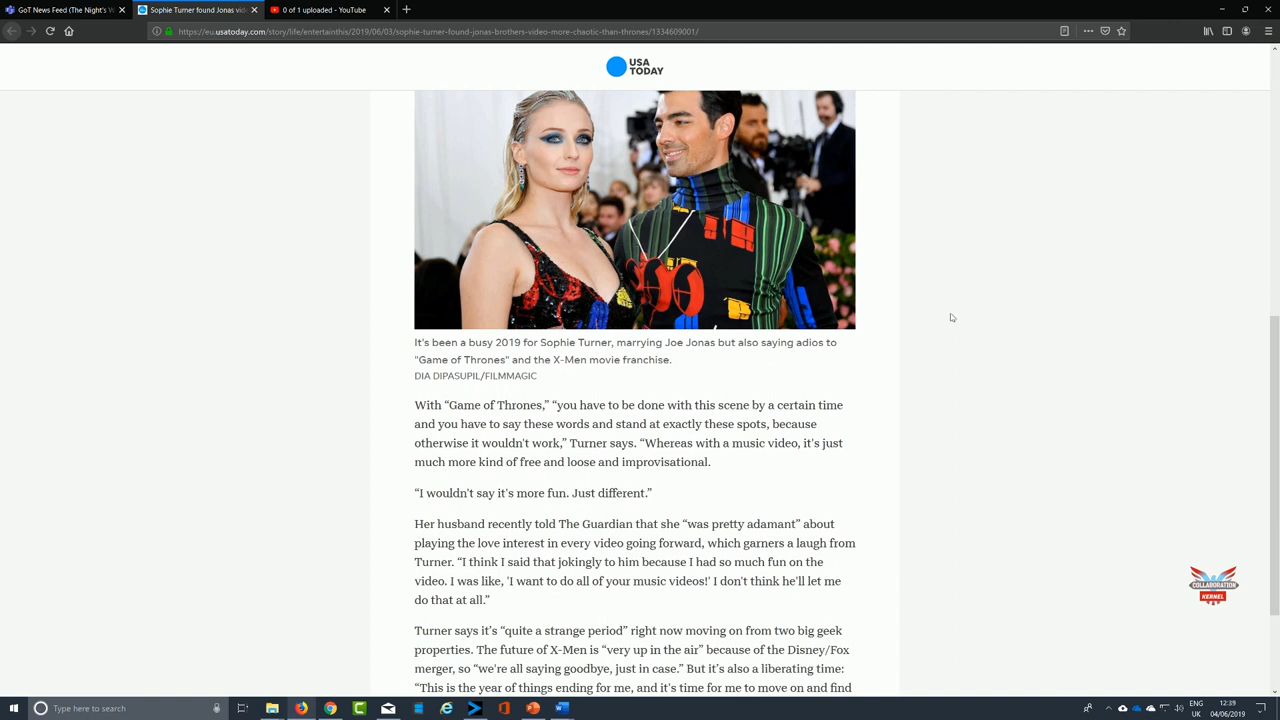 GoT News Feed (The Night's W
Sophie Turner found Jonas vid
0 of 1 uploaded - YouTube
https://eu.usatoday.com/story/life/entertainthis/2019/06/03/sophie-turner-found-jonas-brothers-video-more-chaotic-than-thrones/1334609001/
USA
TODAY
It's been a busy 2019 for Sophie Turner, marrying Joe Jonas but also saying adios to
"Game of Thrones" and the X-Men movie franchise.
DIA DIPASUPIL/FILMMAGIC
With “Game of Thrones,” “you have to be done with this scene by a certain time
and you have to say these words and stand at exactly these spots, because
otherwise it wouldn't work,” Turner says. “Whereas with a music video, it's just
much more kind of free and loose and improvisational.
“I wouldn't say it's more fun. Just different.”
Her husband recently told The Guardian that she “was pretty adamant” about
playing the love interest in every video going forward, which garners a laugh from
Turner. “I think I said that jokingly to him because I had so much fun on the
video. I was like, 'I want to do all of your music videos!' I don't think he'll let me
do that at all.”
COLLABORATION
KERNEL
Turner says it’s “quite a strange period” right now moving on from two big geek
properties. The future of X-Men is “very up in the air” because of the Disney/Fox
merger, so “we're all saying goodbye, just in case.” But it’s also a liberating time:
“This is the year of things ending for me, and it's time for me to move on and find
Type here to search
ENG
UK
12:39
04/06/2019